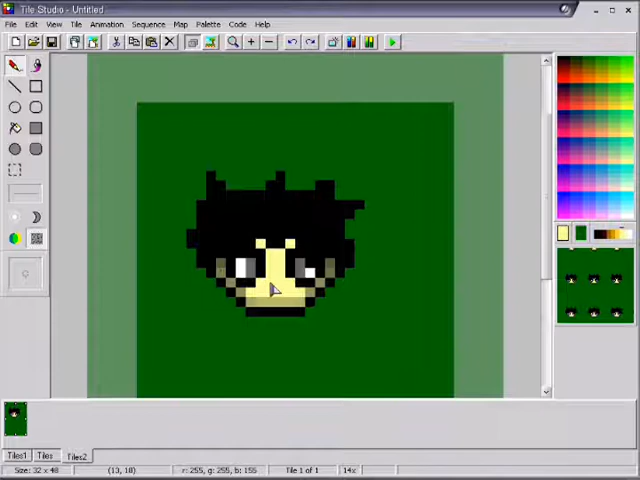 Tile Studio - Untitled
File Edit View Tile Animation Sequence Map Palette Code Help
Tiles1 Tiles Tiles2
Size: 32 x 48 (13, 18) r: 255, g: 255, b: 155 Tile 1 of 1 14x